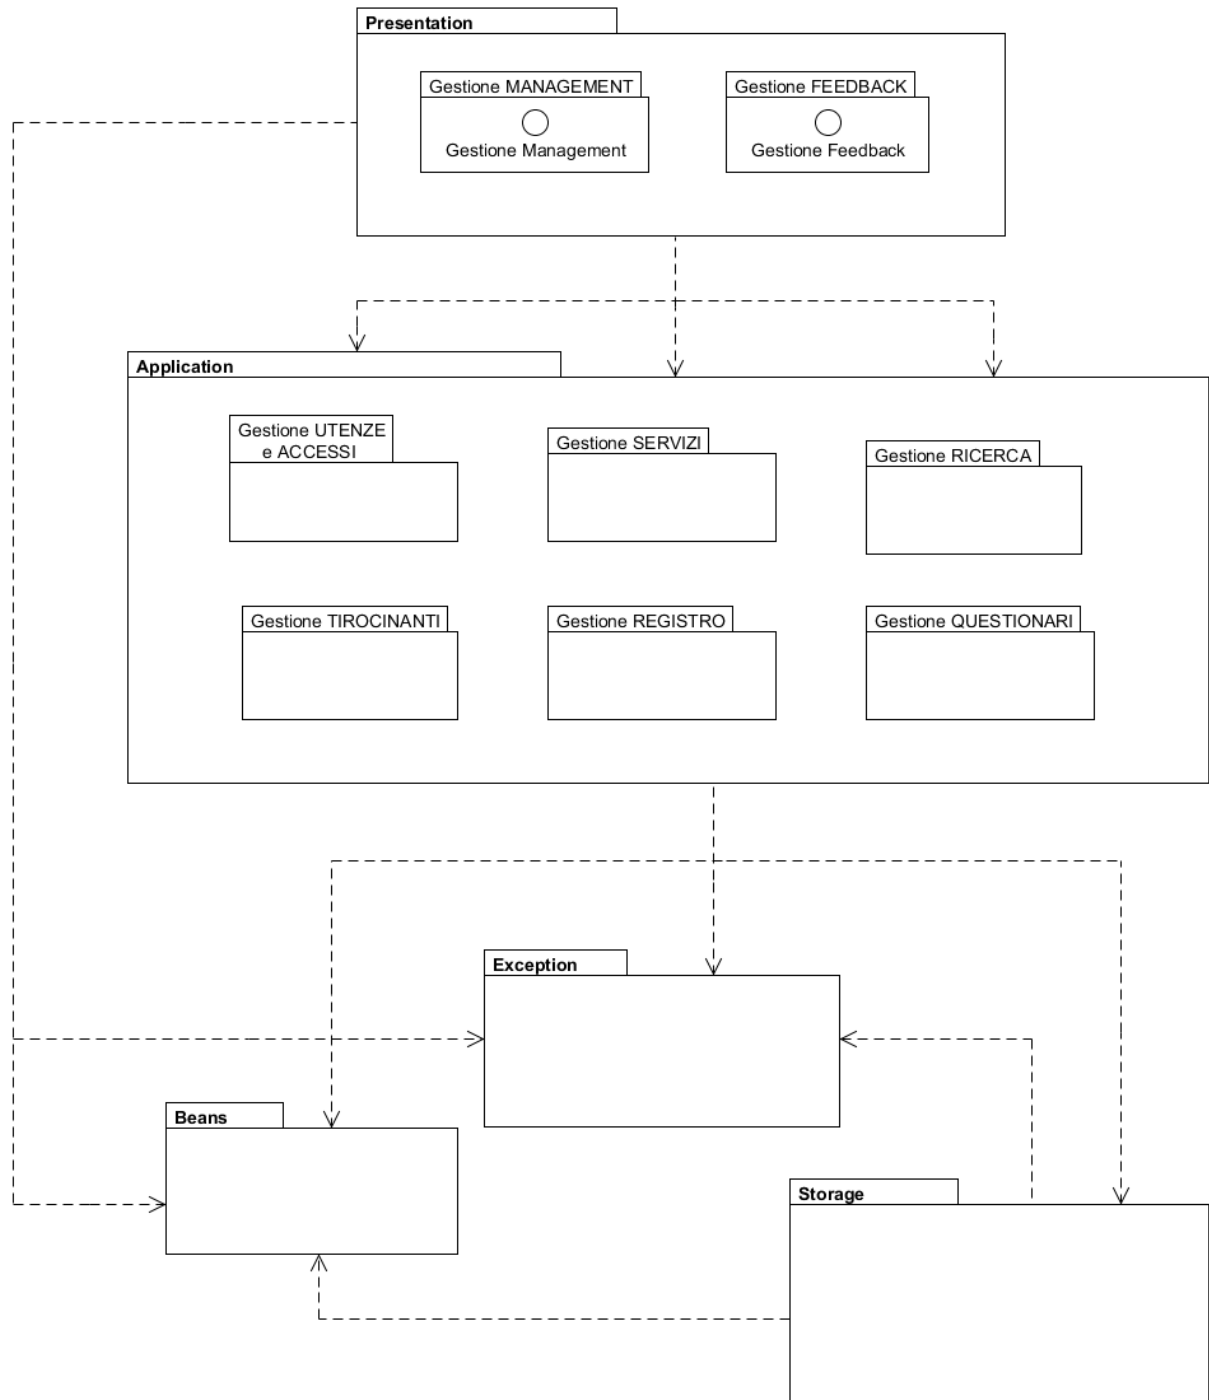 Presentation
Gestione MANAGEMENT
Gestione FEEDBACK
Gestione Management
Gestione Feedback
Application
Gestione UTENZE
e ACCESSI
Gestione SERVIZI
Gestione RICERCA
Gestione TIROCINANTI
Gestione REGISTRO
Gestione QUESTIONARI
Exception
Beans
Storage